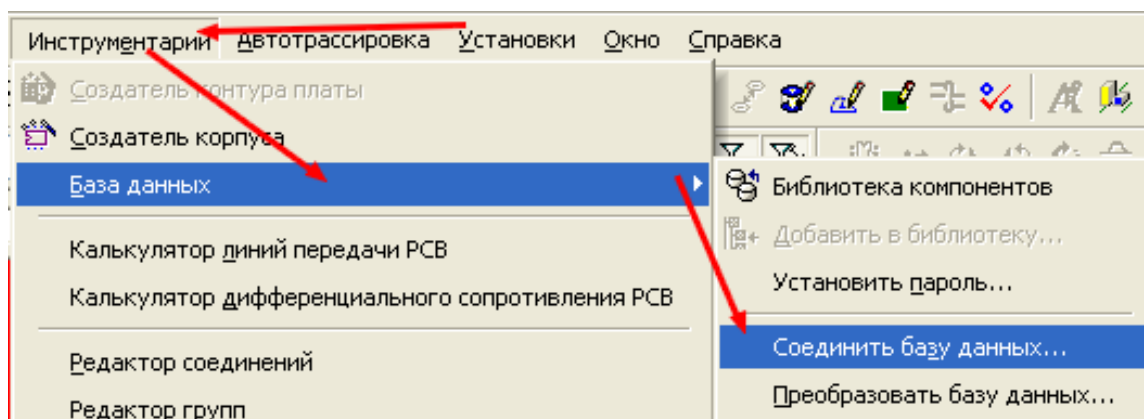 Инструментарий Автотрассировка Установки Окно Справка
Создатель контура платы
Создатель корпуса
База данных
Калькулятор линий передачи PCB
Калькулятор дифференциального сопротивления PCB
Редактор соединений
Редактор групп
Библиотека компонентов
Добавить в библиотеку...
Установить пароль...
Соединить базу данных...
Преобразовать базу данных...